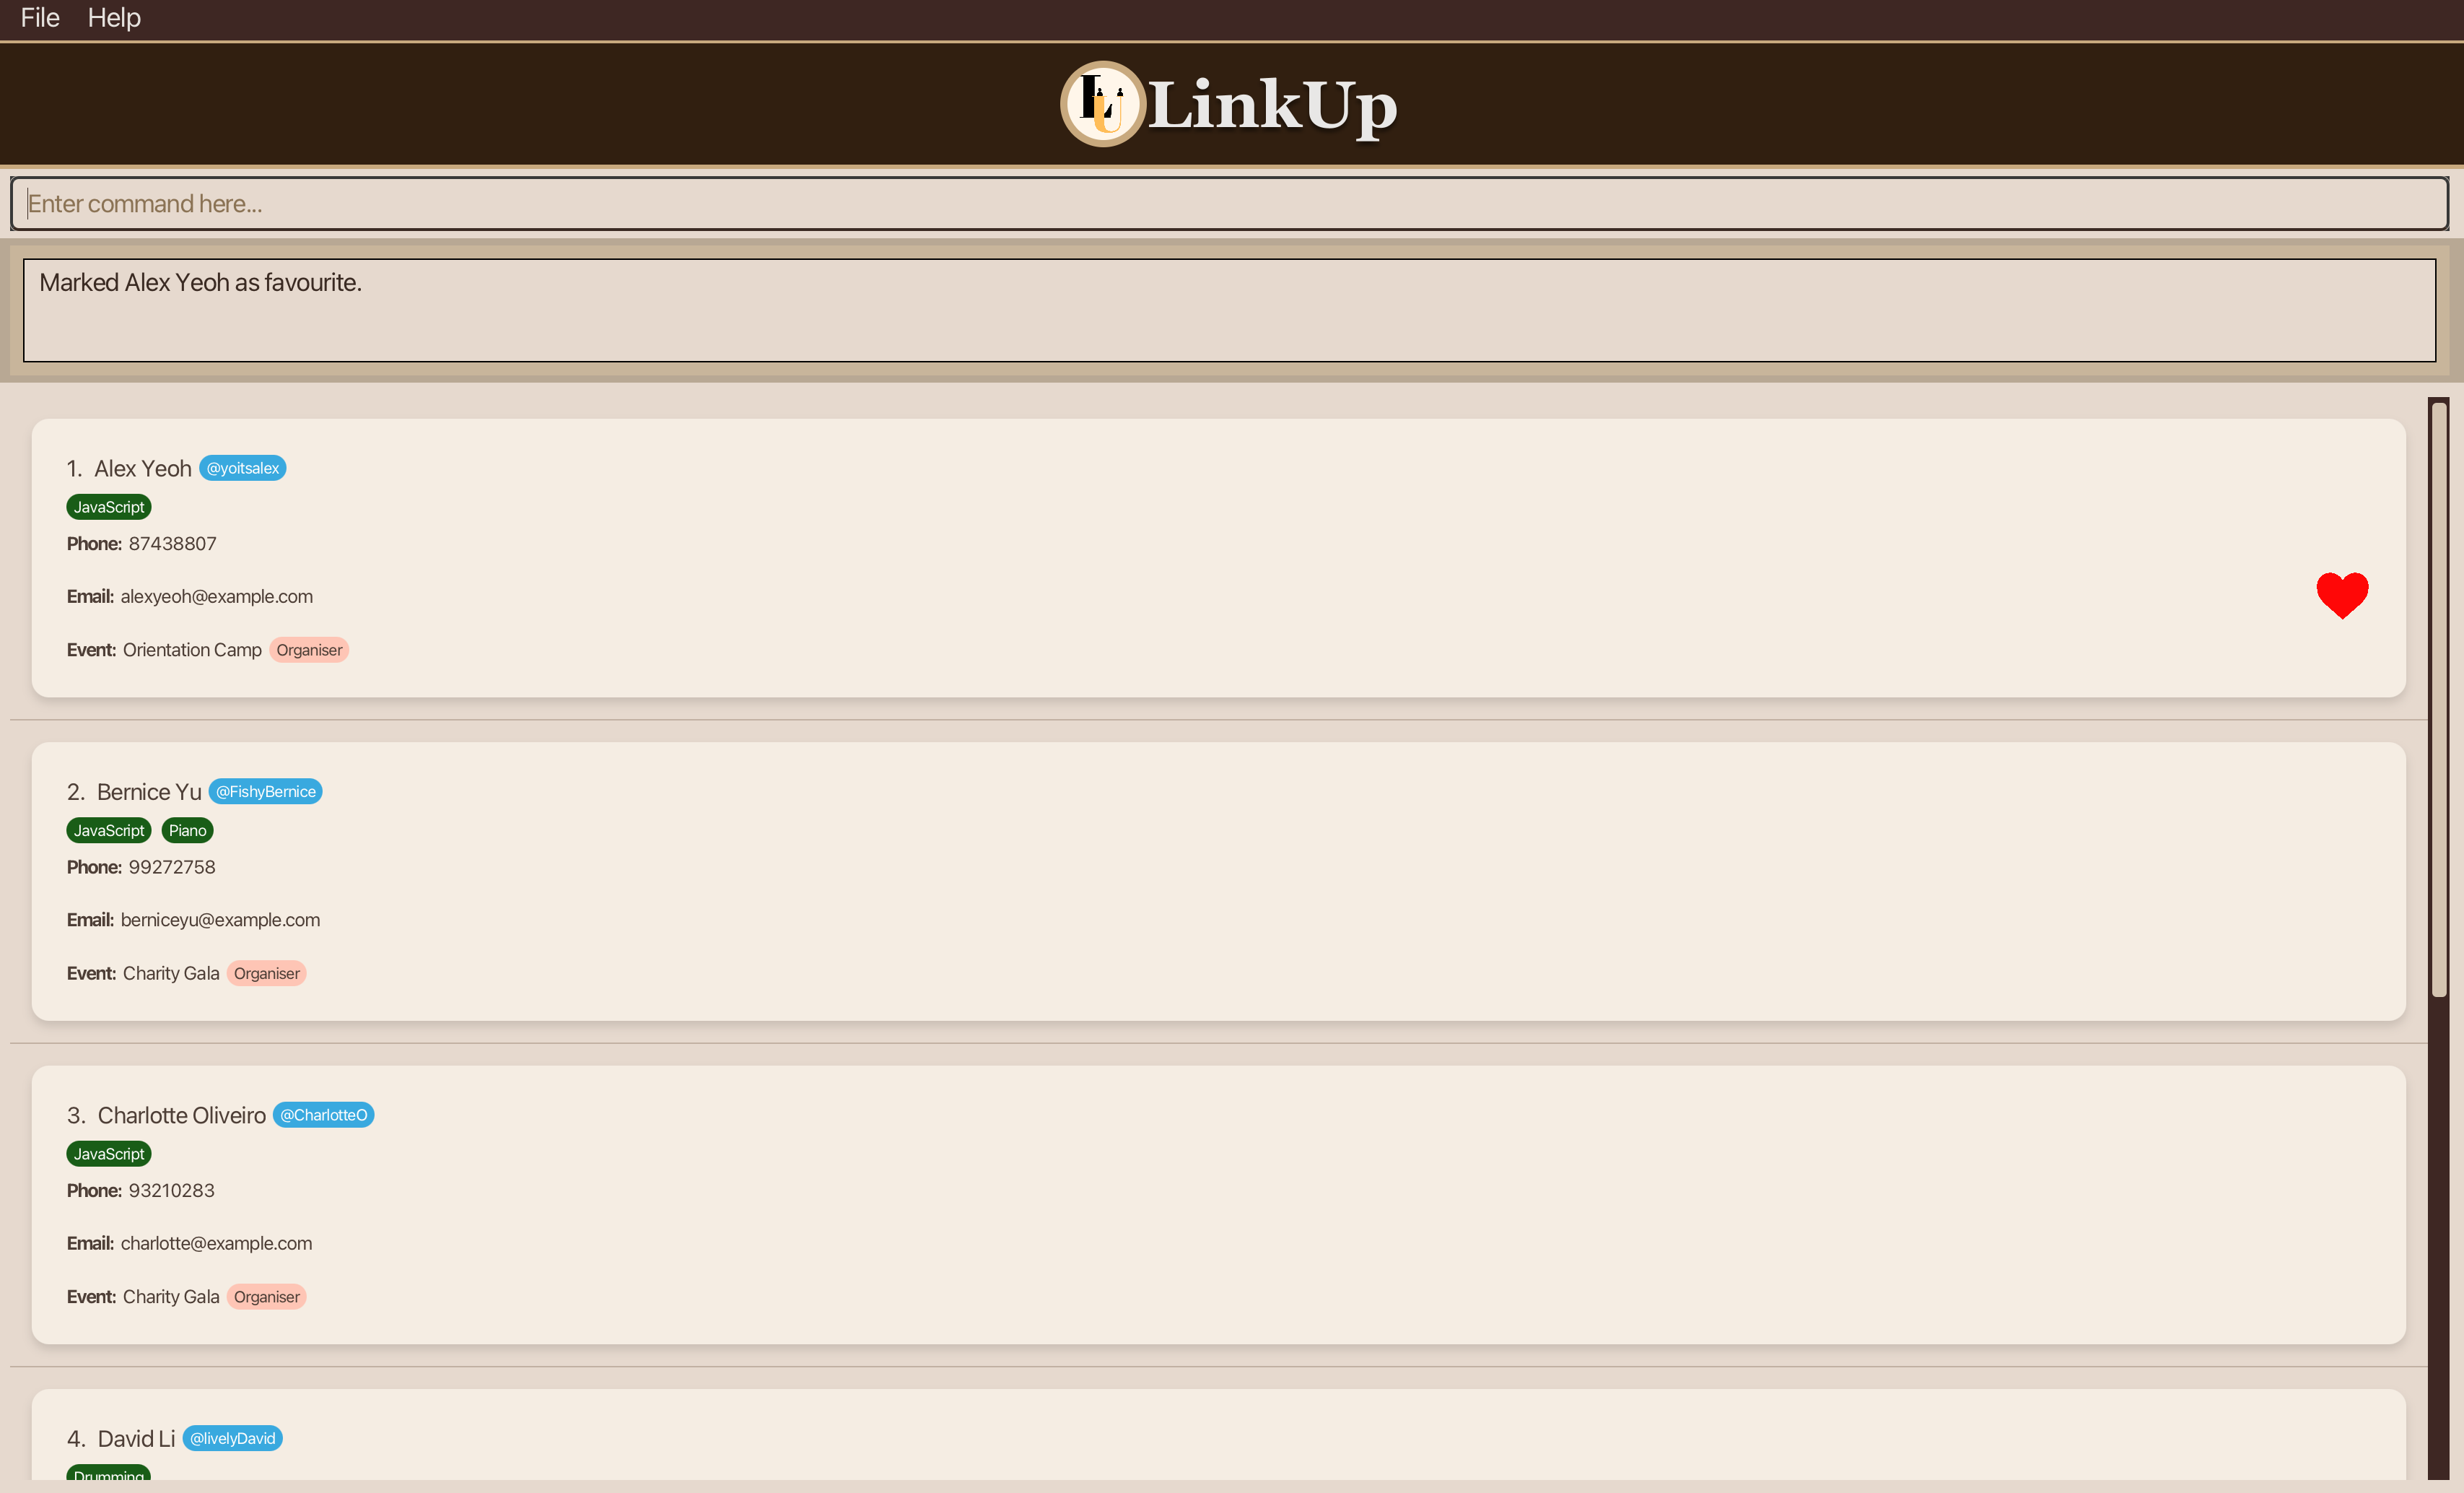 File Help
LU LinkUp
Enter command here...
Marked Alex Yeoh as favourite.
1. Alex Yeoh @yoitsalex
JavaScript
Phone: 87438807
Email: alexyeoh@example.com
Event: Orientation Camp Organiser
2. Bernice Yu @FishyBernice
JavaScript Piano
Phone: 99272758
Email: berniceyu@example.com
Event: Charity Gala Organiser
3. Charlotte Oliveiro @CharlotteO
JavaScript
Phone: 93210283
Email: charlotte@example.com
Event: Charity Gala Organiser
4. David Li @livelyDavid
Drumming